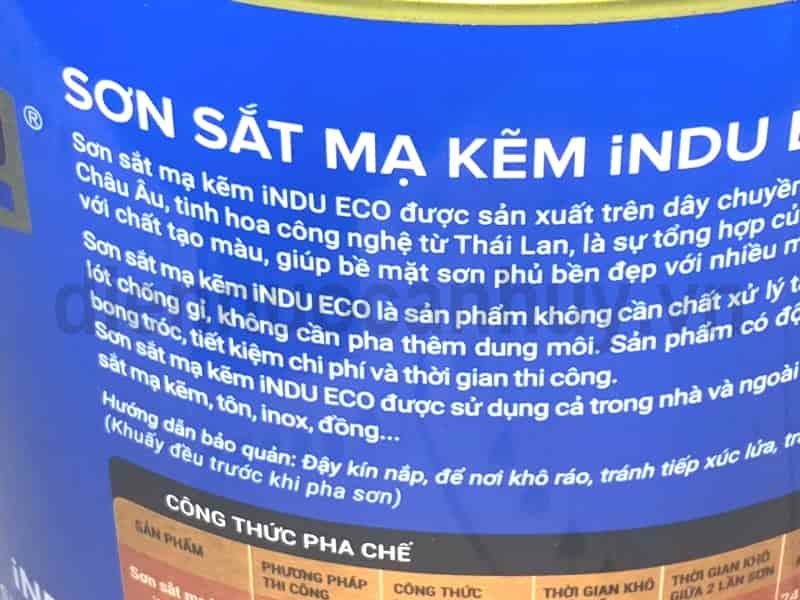 ®
SƠN SẮT MẠ KẼM iNDU
Sơn sắt mạ kẽm iNDU ECO được sản xuất trên dây chuyền
Châu Âu, tinh hoa công nghệ từ Thái Lan, là sự tổng hợp
với chất tạo màu, giúp bề mặt sơn phủ bền đẹp với nhiều
Sơn sắt mạ kẽm iNDU ECO là sản phẩm không cần chất xử lý
lót chống gỉ, không cần pha thêm dung môi. Sản phẩm có
bong tróc, tiết kiệm chi phí và thời gian thi công.
Sơn sắt mạ kẽm iNDU ECO được sử dụng cả trong nhà và ngoài
sắt mạ kẽm, tôn, inox, đồng...
Hướng dẫn bảo quản: Đậy kín nắp, để nơi khô ráo, tránh tiếp xúc lửa,
(Khuấy đều trước khi pha sơn)
CÔNG THỨC PHA CHẾ
SẢN PHẨM
PHƯƠNG PHÁP
THI CÔNG
CÔNG THỨC
THỜI GIAN KHÔ
THỜI GIAN KHÔ
GIỮA 2 LẦN SƠN
Sơn sắt